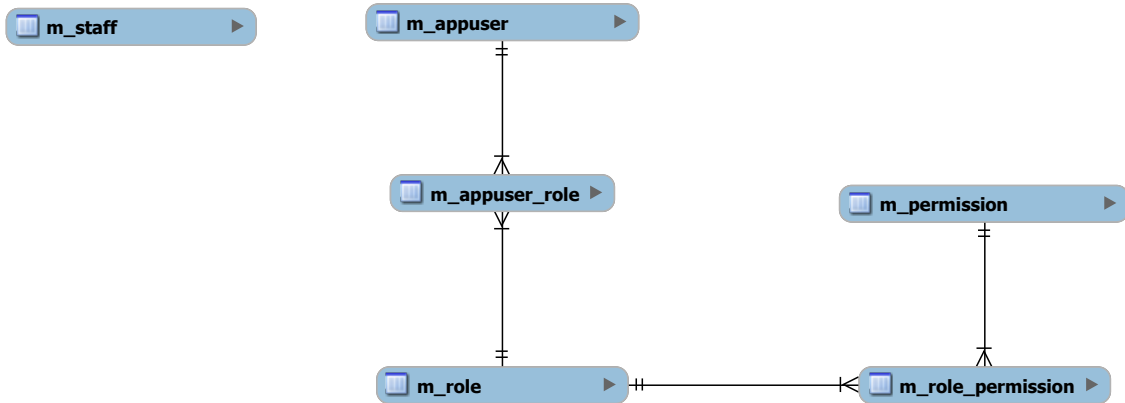 m_staff
m_appuser
m_appuser_role
m_permission
m_role
m_role_permission